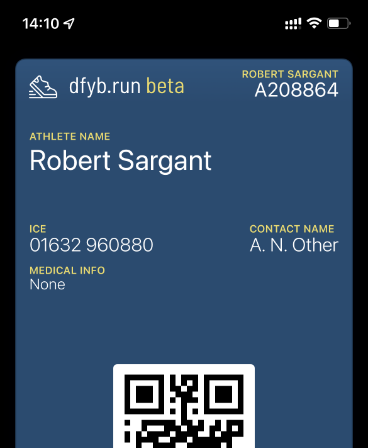 14:10
dfyb.run beta
ROBERT SARGANT
A208864
ATHLETE NAME
Robert Sargant
ICE
01632 960880
CONTACT NAME
A. N. Other
MEDICAL INFO
None